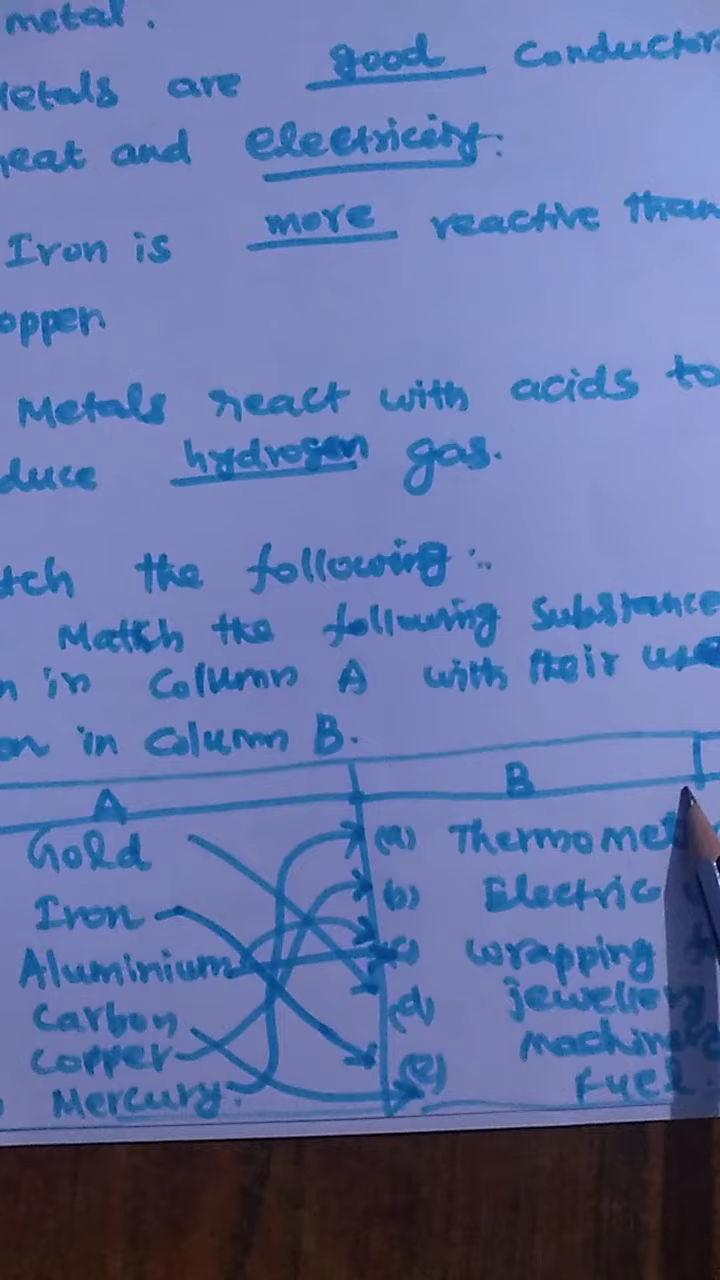 metal.
Metals are good Conductor
heat and electricity.
Iron is more reactive than
opper.
Metals react with acids to
duce hydrogen gas.
tch the following :
Match the following Substance
n in Column A with their use
on in Column B.
A B
Gold (a) Thermomet
Iron (b) Electric
Aluminium (c) wrapping
Carbon (d) jewellery
Copper machine
Mercury. (e) Fuel.